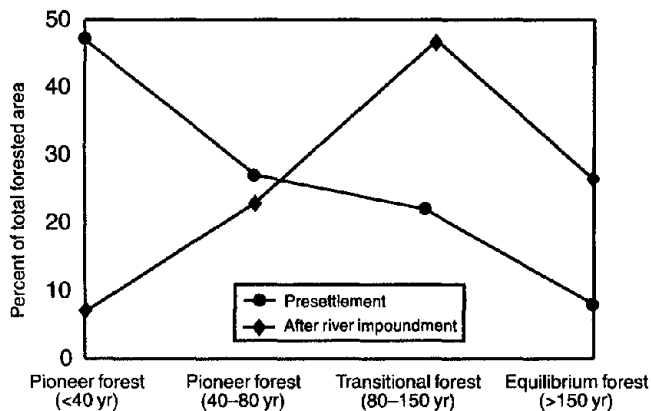 50
40
30
20
10
0
Percent of total forested area
Presettlement
After river impoundment
Pioneer forest (<40 yr)
Pioneer forest (40–80 yr)
Transitional forest (80–150 yr)
Equilibrium forest (>150 yr)